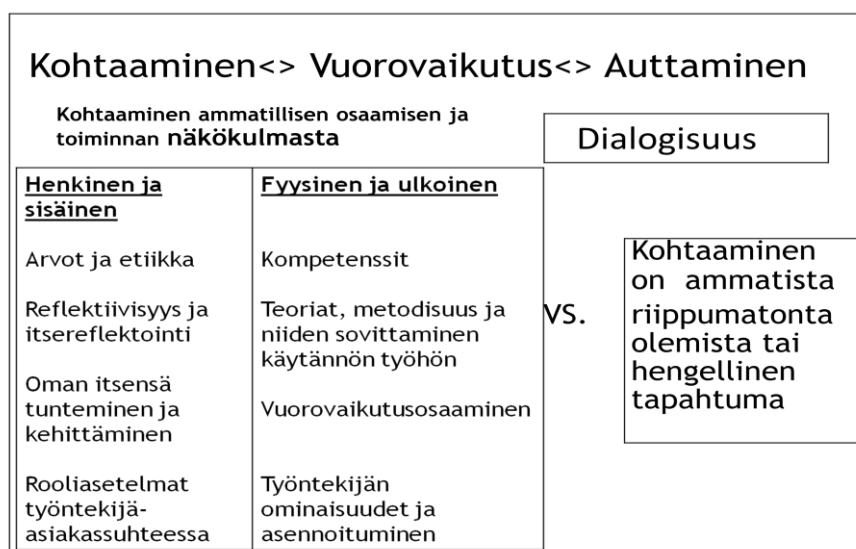 Kohtaaminen<> Vuorovaikutus<> Auttaminen
Kohtaaminen ammatillisen osaamisen ja
toiminnan näkökulmasta
Dialogisuus
Henkinen ja
sisäinen
Arvot ja etiikka
Reflektiivisyys ja
itsereflektointi
Oman itsensä
tunteminen ja
kehittäminen
Rooliasetelmat
työntekijä-
asiakassuhteessa
Fyysinen ja ulkoinen
Kompetenssit
Teoriat, metodisuus ja
niiden sovittaminen
käytännön työhön
Vuorovaikutusosaaminen
Työntekijän
ominaisuudet ja
asennoituminen
VS.
Kohtaaminen
on ammatista
riippumatonta
olemista tai
hengellinen
tapahtuma